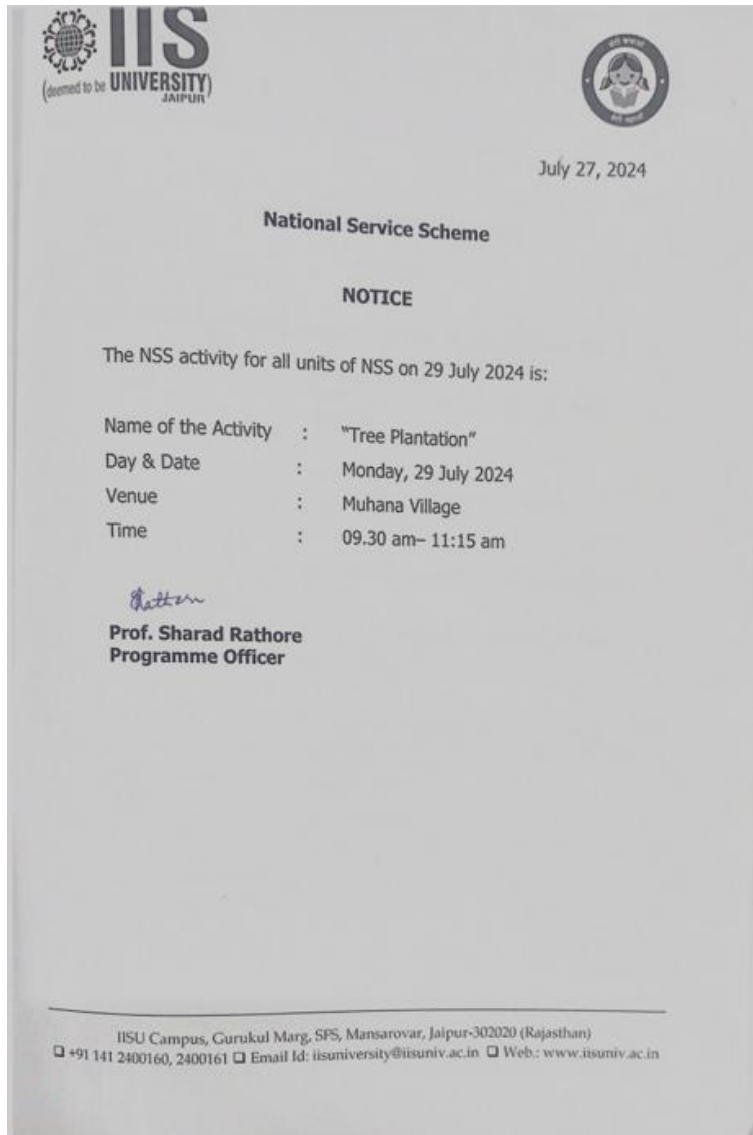 IIS
(deemed to be UNIVERSITY)
JAIPUR
बेटी बचाओ
बेटी पढ़ाओ
July 27, 2024
National Service Scheme
NOTICE
The NSS activity for all units of NSS on 29 July 2024 is:
Name of the Activity : "Tree Plantation"
Day & Date : Monday, 29 July 2024
Venue : Muhana Village
Time : 09.30 am– 11:15 am
Prof. Sharad Rathore
Programme Officer
IISU Campus, Gurukul Marg, SFS, Mansarovar, Jaipur-302020 (Rajasthan)
❑ +91 141 2400160, 2400161 ❑ Email Id: iisuniversity@iisuniv.ac.in ❑ Web.: www.iisuniv.ac.in